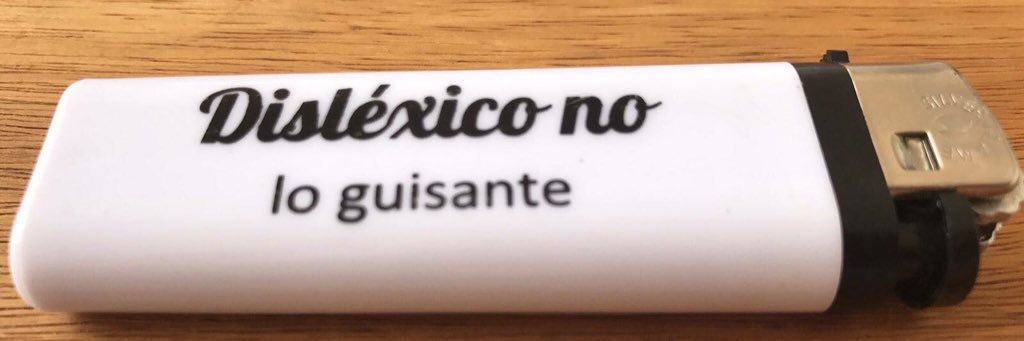 Disléxico no
lo guisante